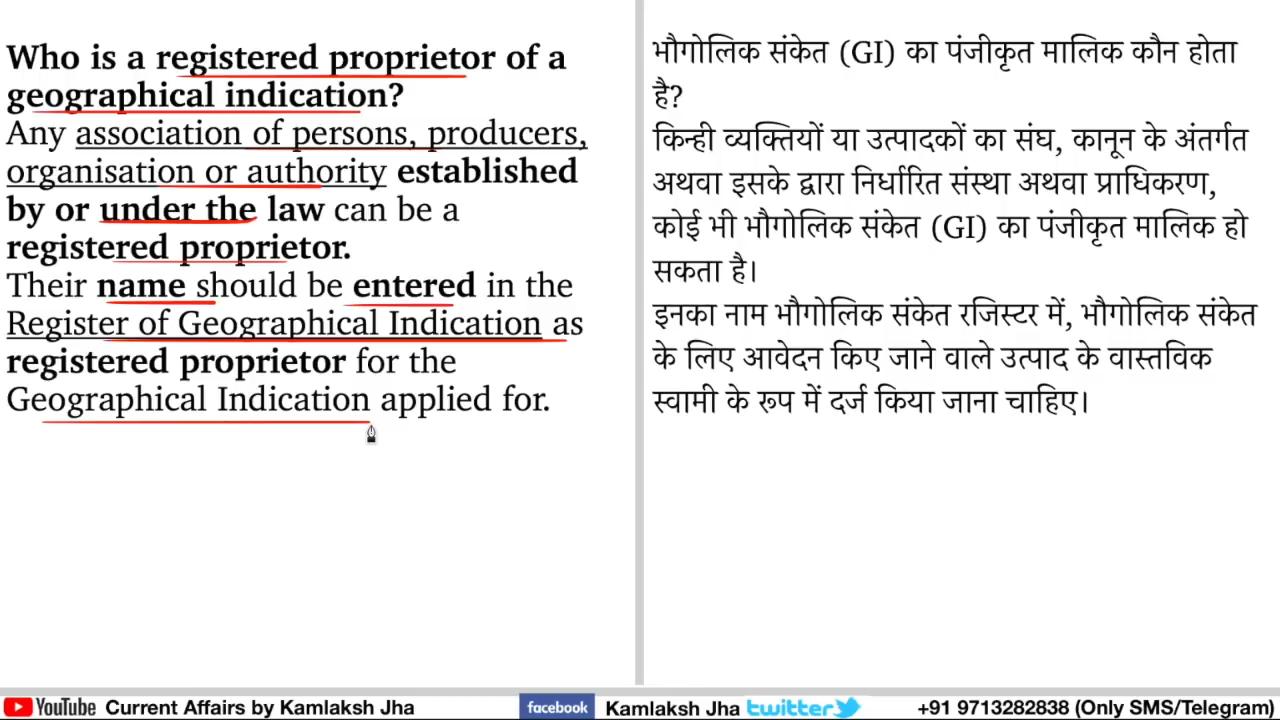 Who is a registered proprietor of a
geographical indication?
Any association of persons, producers,
organisation or authority established
by or under the law can be a
registered proprietor.
Their name should be entered in the
Register of Geographical Indication as
registered proprietor for the
Geographical Indication applied for.
भौगोलिक संकेत (GI) का पंजीकृत मालिक कौन होता
है?
किन्ही व्यक्तियों या उत्पादकों का संघ, कानून के अंतर्गत
अथवा इसके द्वारा निर्धारित संस्था अथवा प्राधिकरण,
कोई भी भौगोलिक संकेत (GI) का पंजीकृत मालिक हो
सकता है।
इनका नाम भौगोलिक संकेत रजिस्टर में, भौगोलिक संकेत
के लिए आवेदन किए जाने वाले उत्पाद के वास्तविक
स्वामी के रूप में दर्ज किया जाना चाहिए।
YouTube Current Affairs by Kamlaksh Jha facebook Kamlaksh Jha twitter +91 9713282838 (Only SMS/Telegram)